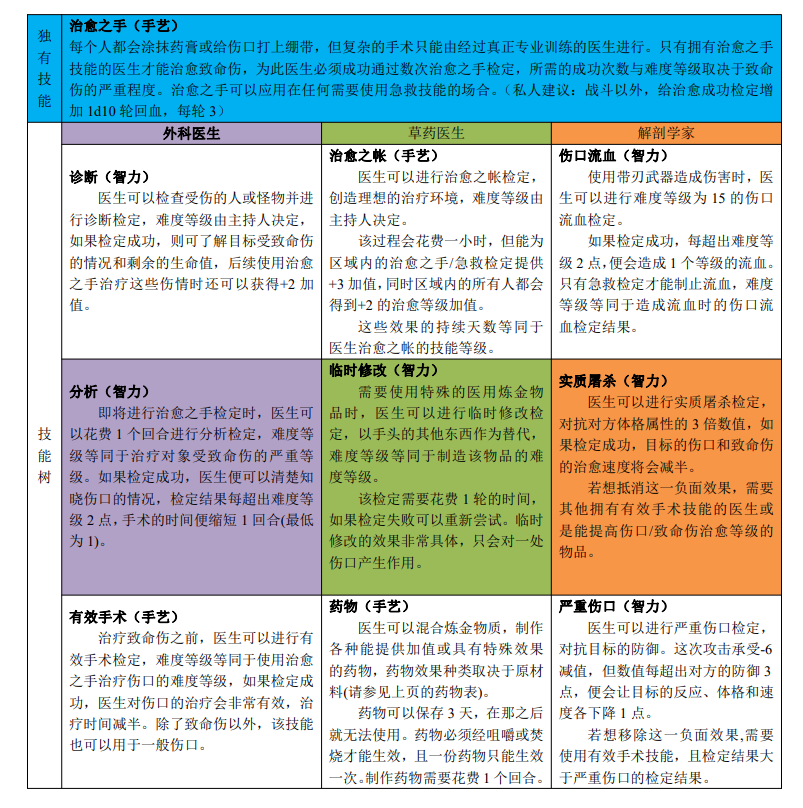 独有技能
治愈之手（手艺）
每个人都会涂抹药膏或给伤口打上绷带，但复杂的手术只能由经过真正专业训练的医生进行。只有拥有治愈之手
技能的医生才能治愈致命伤，为此医生必须成功通过数次治愈之手检定，所需的成功次数与难度等级取决于致命
伤的严重程度。治愈之手可以应用在任何需要使用急救技能的场合。（私人建议：战斗以外，给治愈成功检定增
加 1d10 轮回血，每轮 3）
技能树
外科医生
草药医生
解剖学家
诊断（智力）
医生可以检查受伤的人或怪物并进
行诊断检定，难度等级由主持人决定，
如果检定成功，则可了解目标受致命伤
的情况和剩余的生命值，后续使用治愈
之手治疗这些伤情时还可以获得+2 加
值。
治愈之帐（手艺）
医生可以进行治愈之帐检定，
创造理想的治疗环境，难度等级由
主持人决定。
该过程会花费一小时，但能为
区域内的治愈之手/急救检定提供
+3 加值，同时区域内的所有人都会
得到+2 的治愈等级加值。
这些效果的持续天数等同于
医生治愈之帐的技能等级。
伤口流血（智力）
使用带刃武器造成伤害时，医
生可以进行难度等级为 15 的伤口
流血检定。
如果检定成功，每超出难度等
级 2 点，便会造成 1 个等级的流血。
只有急救检定才能制止流血，难度
等级等同于造成流血时的伤口流
血检定结果。
分析（智力）
即将进行治愈之手检定时，医生可
以花费 1 个回合进行分析检定，难度等
级等同于治疗对象受致命伤的严重等
级。如果检定成功，医生便可以清楚知
晓伤口的情况，检定结果每超出难度等
级 2 点，手术的时间便缩短 1 回合(最低
为 1)。
临时修改（智力）
需要使用特殊的医用炼金物
品时，医生可以进行临时修改检
定，以手头的其他东西作为替代，
难度等级等同于制造该物品的难
度等级。
该检定需要花费 1 轮的时间，
如果检定失败可以重新尝试。临时
修改的效果非常具体，只会对一处
伤口产生作用。
实质屠杀（智力）
医生可以进行实质屠杀检定，
对抗对方体格属性的 3 倍数值，如
果检定成功，目标的伤口和致命伤
的治愈速度将会减半。
若想抵消这一负面效果，需要
其他拥有有效手术技能的医生或
是能提高伤口/致命伤治愈等级的
物品。
有效手术（手艺）
治疗致命伤之前，医生可以进行有
效手术检定，难度等级等同于使用治愈
之手治疗伤口的难度等级，如果检定成
功，医生对伤口的治疗会非常有效，治
疗时间减半。除了致命伤以外，该技能
也可以用于一般伤口。
药物（手艺）
医生可以混合炼金物质，制作
各种能提供加值或具有特殊效果
的药物，药物效果种类取决于原材
料(请参见上页的药物表)。
药物可以保存 3 天，在那之后
就无法使用。药物必须经咀嚼或焚
烧才能生效，且一份药物只能生效
一次。制作药物需要花费 1 个回合。
严重伤口（智力）
医生可以进行严重伤口检定，
对抗目标的防御。这次攻击承受-6
减值，但数值每超出对方的防御 3
点，便会让目标的反应、体格和速
度各下降 1 点。
若想移除这一负面效果,需要
使用有效手术技能，且检定结果大
于严重伤口的检定结果。